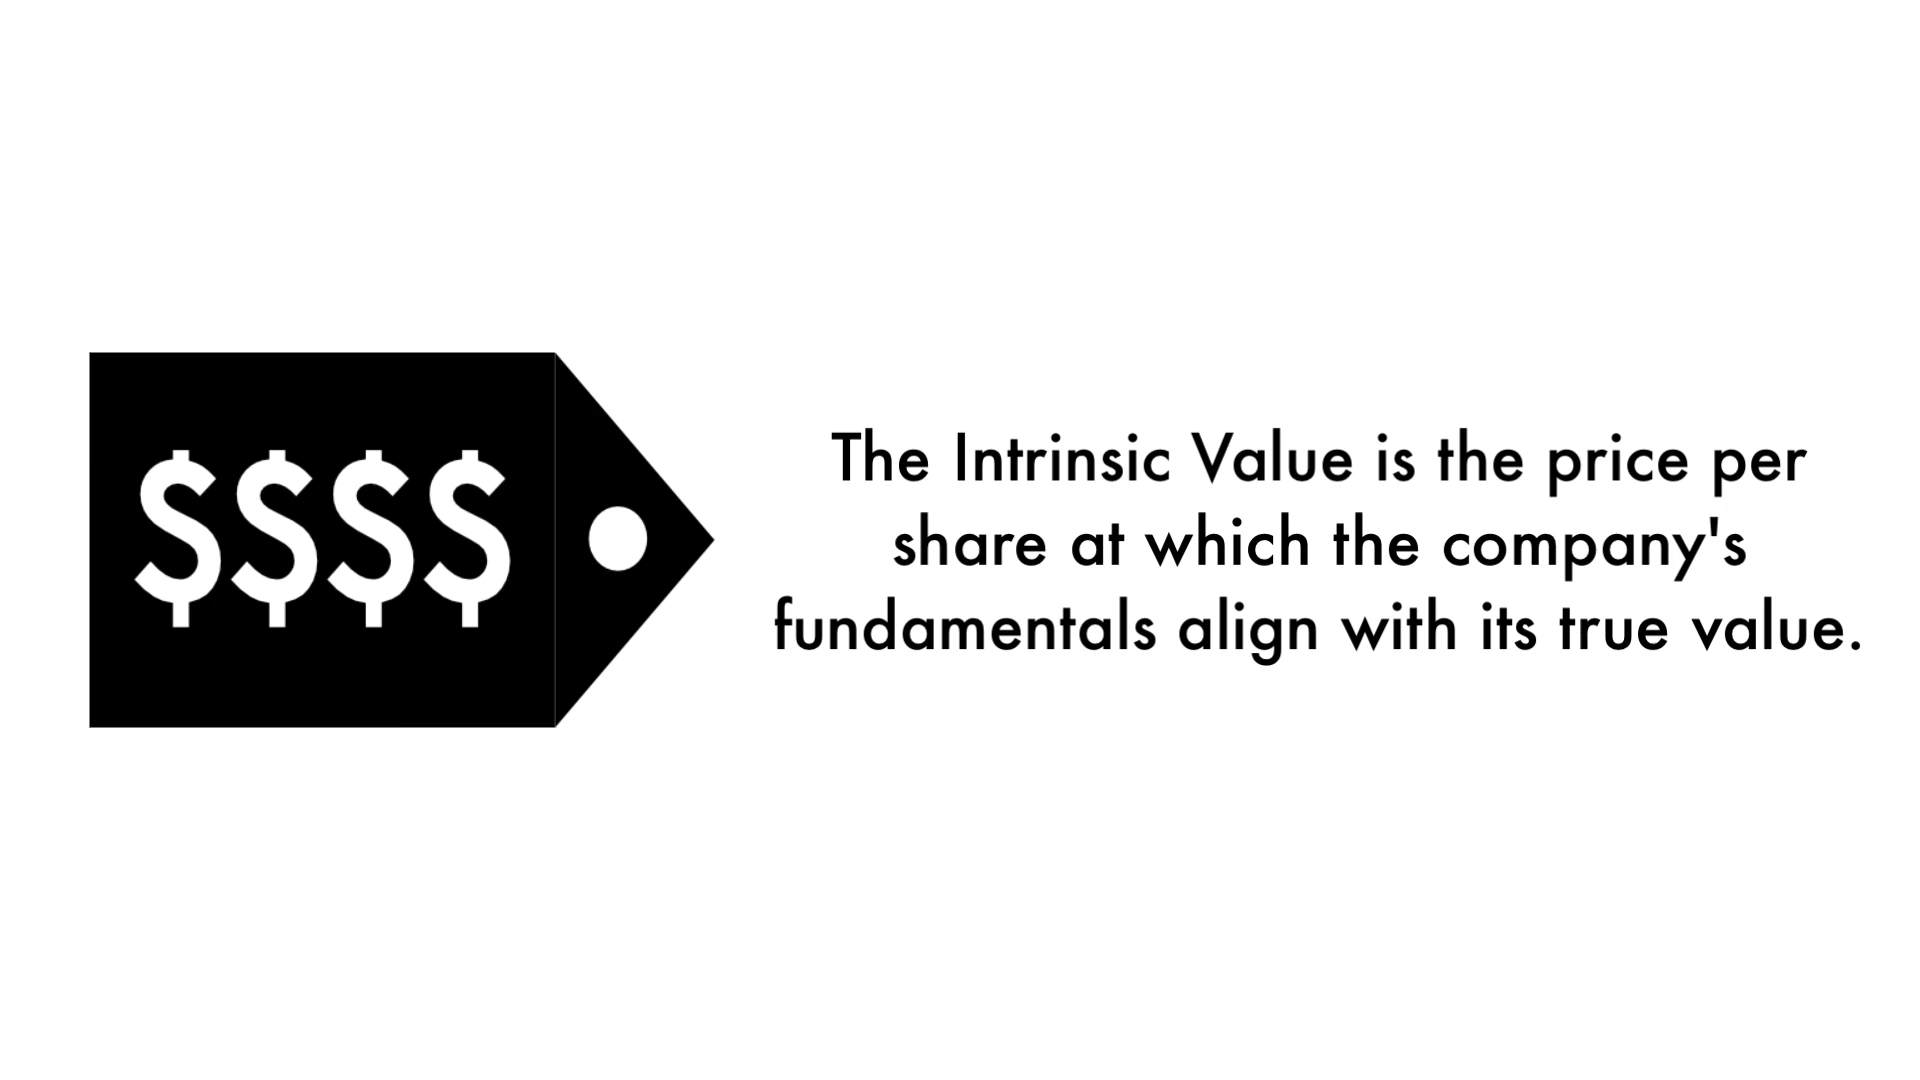 $$$$
The Intrinsic Value is the price per
share at which the company's
fundamentals align with its true value.